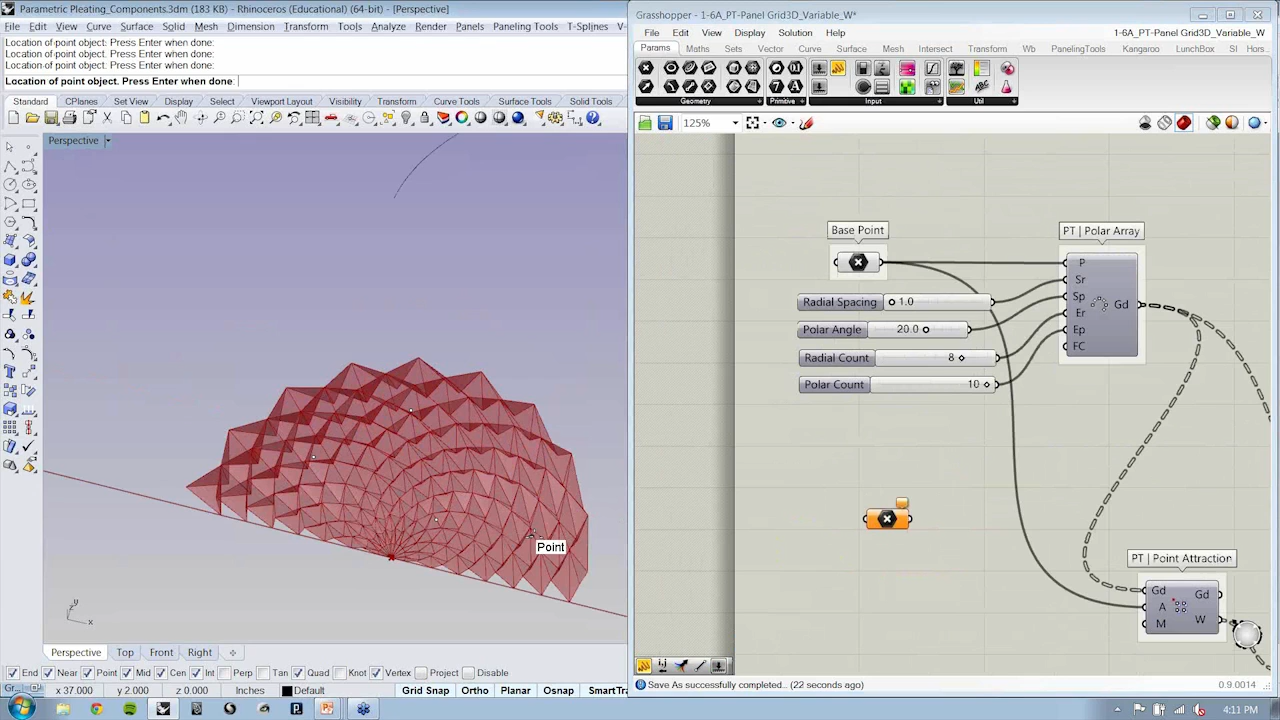 Parametric Pleating_Components.3dm (183 KB) - Rhinoceros (Educational) (64-bit) - [Perspective]
File Edit View Curve Surface Solid Mesh Dimension Transform Tools Analyze Render Panels Paneling Tools T-Splines
Location of point object. Press Enter when done:
Location of point object. Press Enter when done:
Location of point object. Press Enter when done:
Location of point object. Press Enter when done:
Standard CPlanes Set View Display Select Viewport Layout Visibility Transform Curve Tools Surface Tools Solid Tools
Perspective
Point
z y x
Perspective Top Front Right
End Near Point Mid Cen Int Perp Tan Quad Knot Vertex Project Disable
x 37.000 y 2.000 z 0.000 Inches Default Grid Snap Ortho Planar Osnap SmartTra
Grasshopper - 1-6A_PT-Panel Grid3D_Variable_W*
File Edit View Display Solution Help 1-6A_PT-Panel Grid3D_Variable_W
Params Maths Sets Vector Curve Surface Mesh Intersect Transform Wb PanelingTools Kangaroo LunchBox SI Hors...
Geometry Primitive Input Util
125%
Base Point
PT | Polar Array
P
Sr
Sp
Er
Ep
FC
Gd
Radial Spacing 1.0
Polar Angle 20.0
Radial Count 8
Polar Count 10
PT | Point Attraction
Gd Gd
A
M W
Save As successfully completed... (22 seconds ago) 0.9.0014
4:11 PM